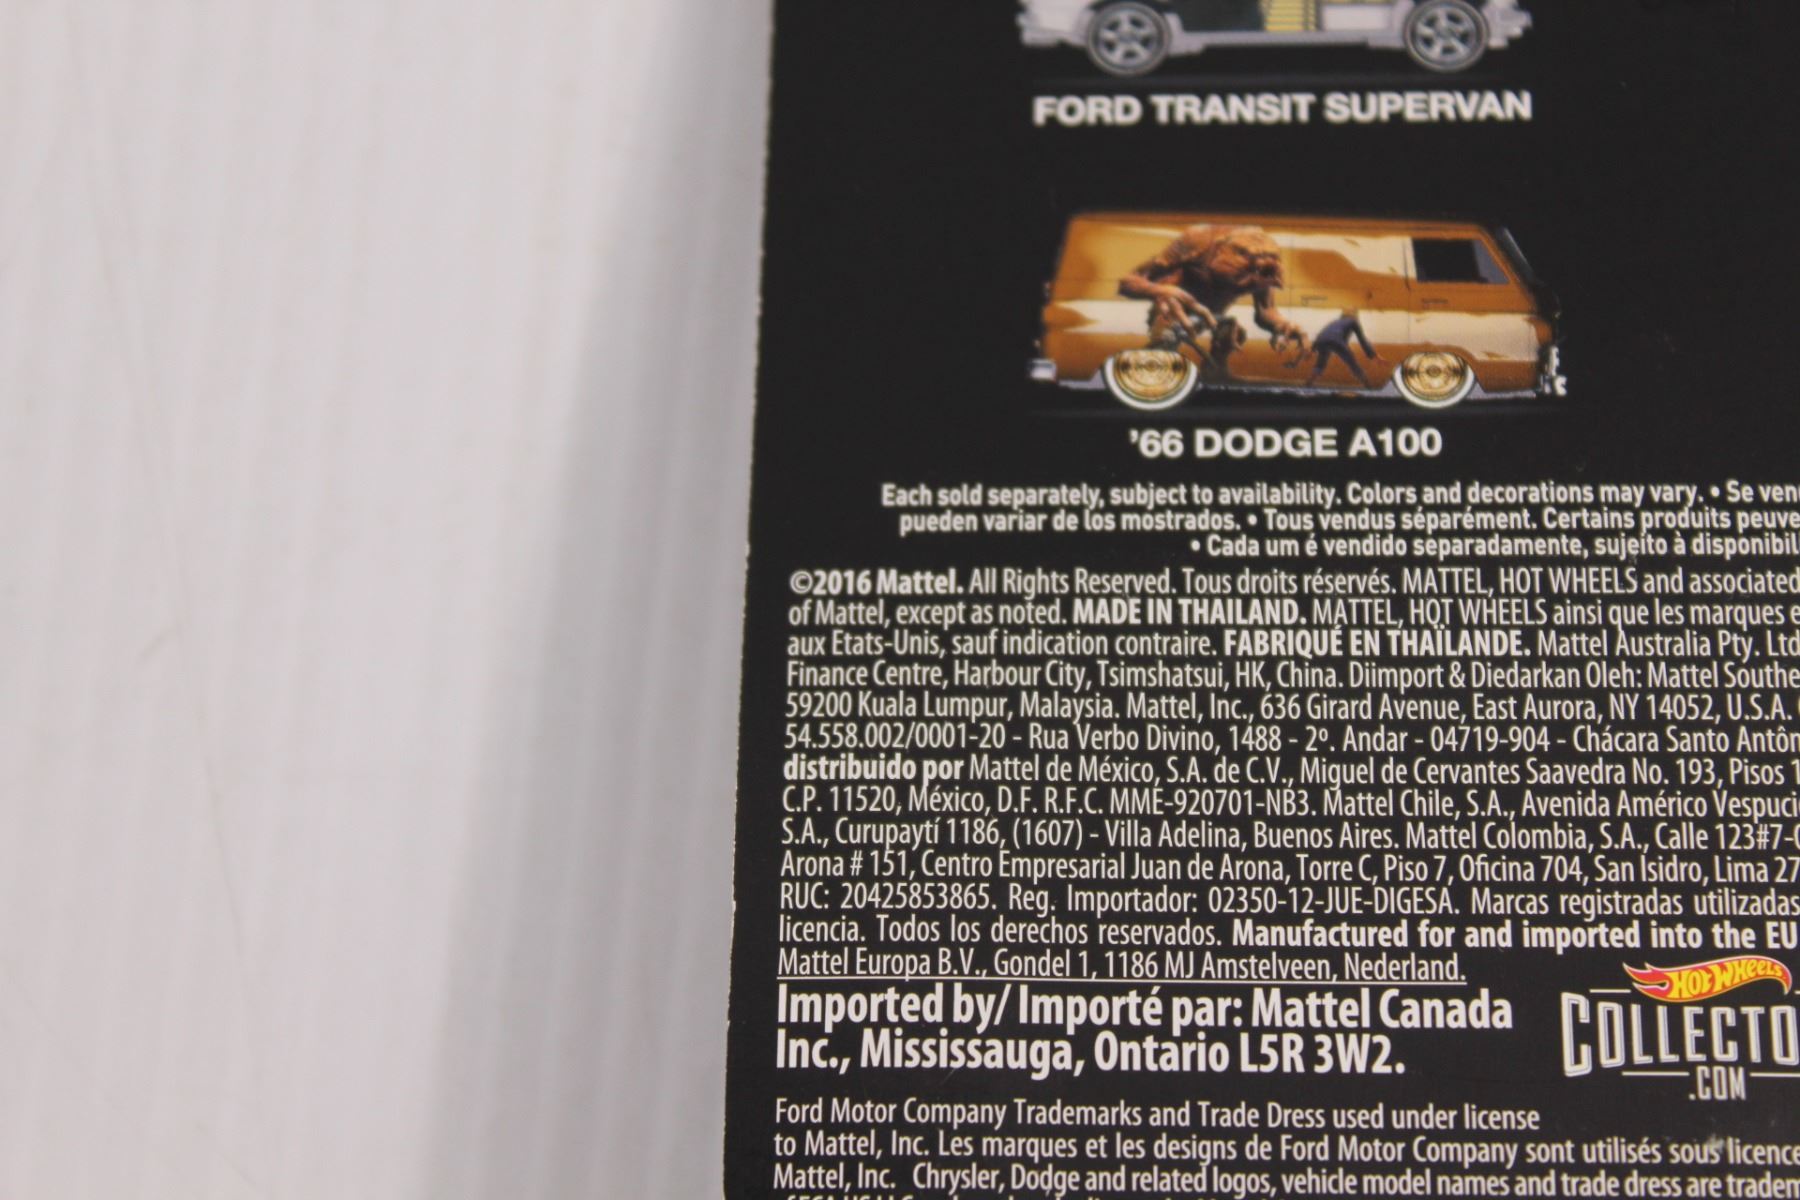 FORD TRANSIT SUPERVAN
'66 DODGE A100
Each sold separately, subject to availability. Colors and decorations may vary. • Se
pueden variar de los mostrados. • Tous vendus séparément. Certains produits
• Cada um é vendido separadamente, sujeito à
©2016 Mattel. All Rights Reserved. Tous droits réservés. MATTEL, HOT WHEELS and associated
of Mattel, except as noted. MADE IN THAILAND. MATTEL, HOT WHEELS ainsi que les marques
aux Etats-Unis, sauf indication contraire. FABRIQUÉ EN THAÏLANDE. Mattel Australia Pty. Ltd
Finance Centre, Harbour City, Tsimshatsui, HK, China. Diimport & Diedarkan Oleh: Mattel
59200 Kuala Lumpur, Malaysia. Mattel, Inc., 636 Girard Avenue, East Aurora, NY 14052, U.S.A.
54.558.002/0001-20 - Rua Verbo Divino, 1488 - 2º. Andar - 04719-904 - Chácara Santo
distribuido por Mattel de México, S.A. de C.V., Miguel de Cervantes Saavedra No. 193, Pisos
C.P. 11520, México, D.F. R.F.C. MME-920701-NB3. Mattel Chile, S.A., Avenida Américo
S.A., Curupaytí 1186, (1607) - Villa Adelina, Buenos Aires. Mattel Colombia, S.A., Calle
Arona # 151, Centro Empresarial Juan de Arona, Torre C, Piso 7, Oficina 704, San Isidro, Lima 27
RUC: 20425853865. Reg. Importador: 02350-12-JUE-DIGESA. Marcas registradas utilizadas
licencia. Todos los derechos reservados. Manufactured for and imported into the EU
Mattel Europa B.V., Gondel 1, 1186 MJ Amstelveen, Nederland.
Imported by/ Importé par: Mattel Canada
Inc., Mississauga, Ontario L5R 3W2.
HOT WHEELS
COLLECTO
.COM
Ford Motor Company Trademarks and Trade Dress used under license
to Mattel, Inc. Les marques et les designs de Ford Motor Company sont utilisés sous licence
Mattel, Inc. Chrysler, Dodge and related logos, vehicle model names and trade dress are